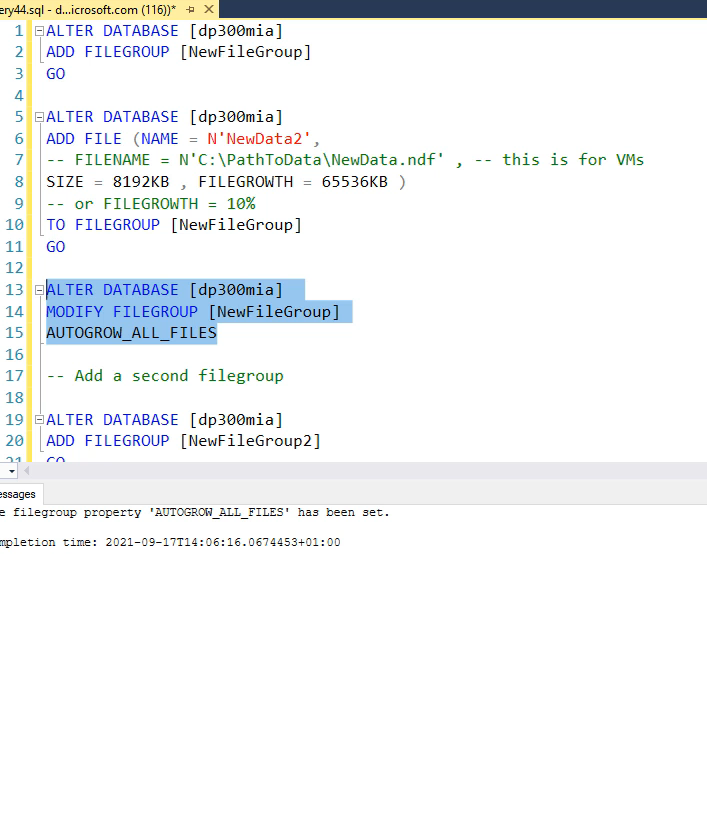 ery44.sql - d...icrosoft.com (116))*
1 ALTER DATABASE [dp300mia]
2 ADD FILEGROUP [NewFileGroup]
3 GO
4
5 ALTER DATABASE [dp300mia]
6 ADD FILE (NAME = N'NewData2',
7 -- FILENAME = N'C:\PathToData\NewData.ndf' , -- this is for VMs
8 SIZE = 8192KB , FILEGROWTH = 65536KB )
9 -- or FILEGROWTH = 10%
10 TO FILEGROUP [NewFileGroup]
11 GO
12
13 ALTER DATABASE [dp300mia]
14 MODIFY FILEGROUP [NewFileGroup]
15 AUTOGROW_ALL_FILES
16
17 -- Add a second filegroup
18
19 ALTER DATABASE [dp300mia]
20 ADD FILEGROUP [NewFileGroup2]
21 GO
essages
e filegroup property 'AUTOGROW_ALL_FILES' has been set.
mpletion time: 2021-09-17T14:06:16.0674453+01:00